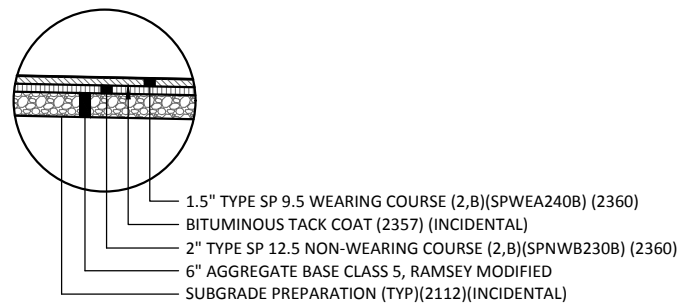 1.5" TYPE SP 9.5 WEARING COURSE (2,B)(SPWEA240B) (2360)
BITUMINOUS TACK COAT (2357) (INCIDENTAL)
2" TYPE SP 12.5 NON-WEARING COURSE (2,B)(SPNWB230B) (2360)
6" AGGREGATE BASE CLASS 5, RAMSEY MODIFIED
SUBGRADE PREPARATION (TYP)(2112)(INCIDENTAL)